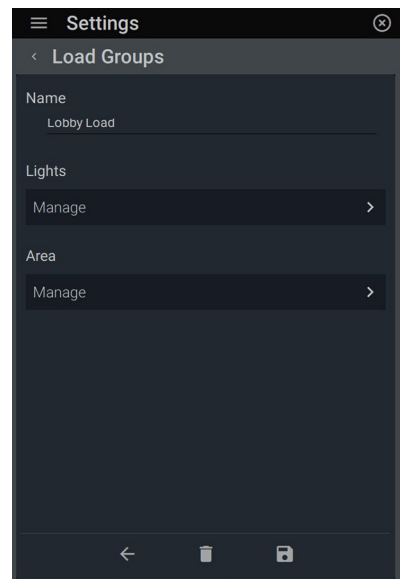 Settings
Load Groups
Name
Lobby Load
Lights
Manage
Area
Manage